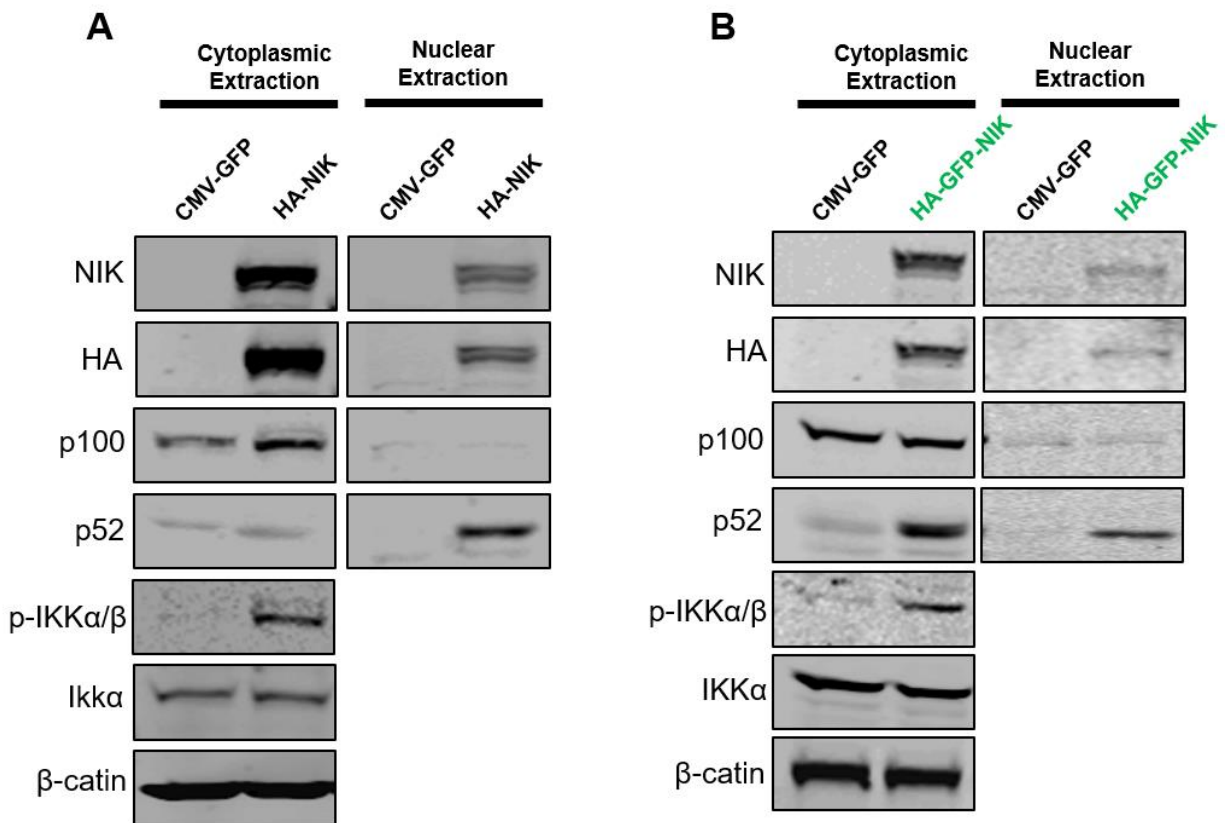 A
Cytoplasmic
Extraction
Nuclear
Extraction
CMV-GFP
HA-NIK
CMV-GFP
HA-NIK
NIK
HA
p100
p52
p-IKKα/β
Ikkα
β-catin
B
Cytoplasmic
Extraction
Nuclear
Extraction
CMV-GFP
HA-GFP-NIK
CMV-GFP
HA-GFP-NIK
NIK
HA
p100
p52
p-IKKα/β
IKKα
β-catin